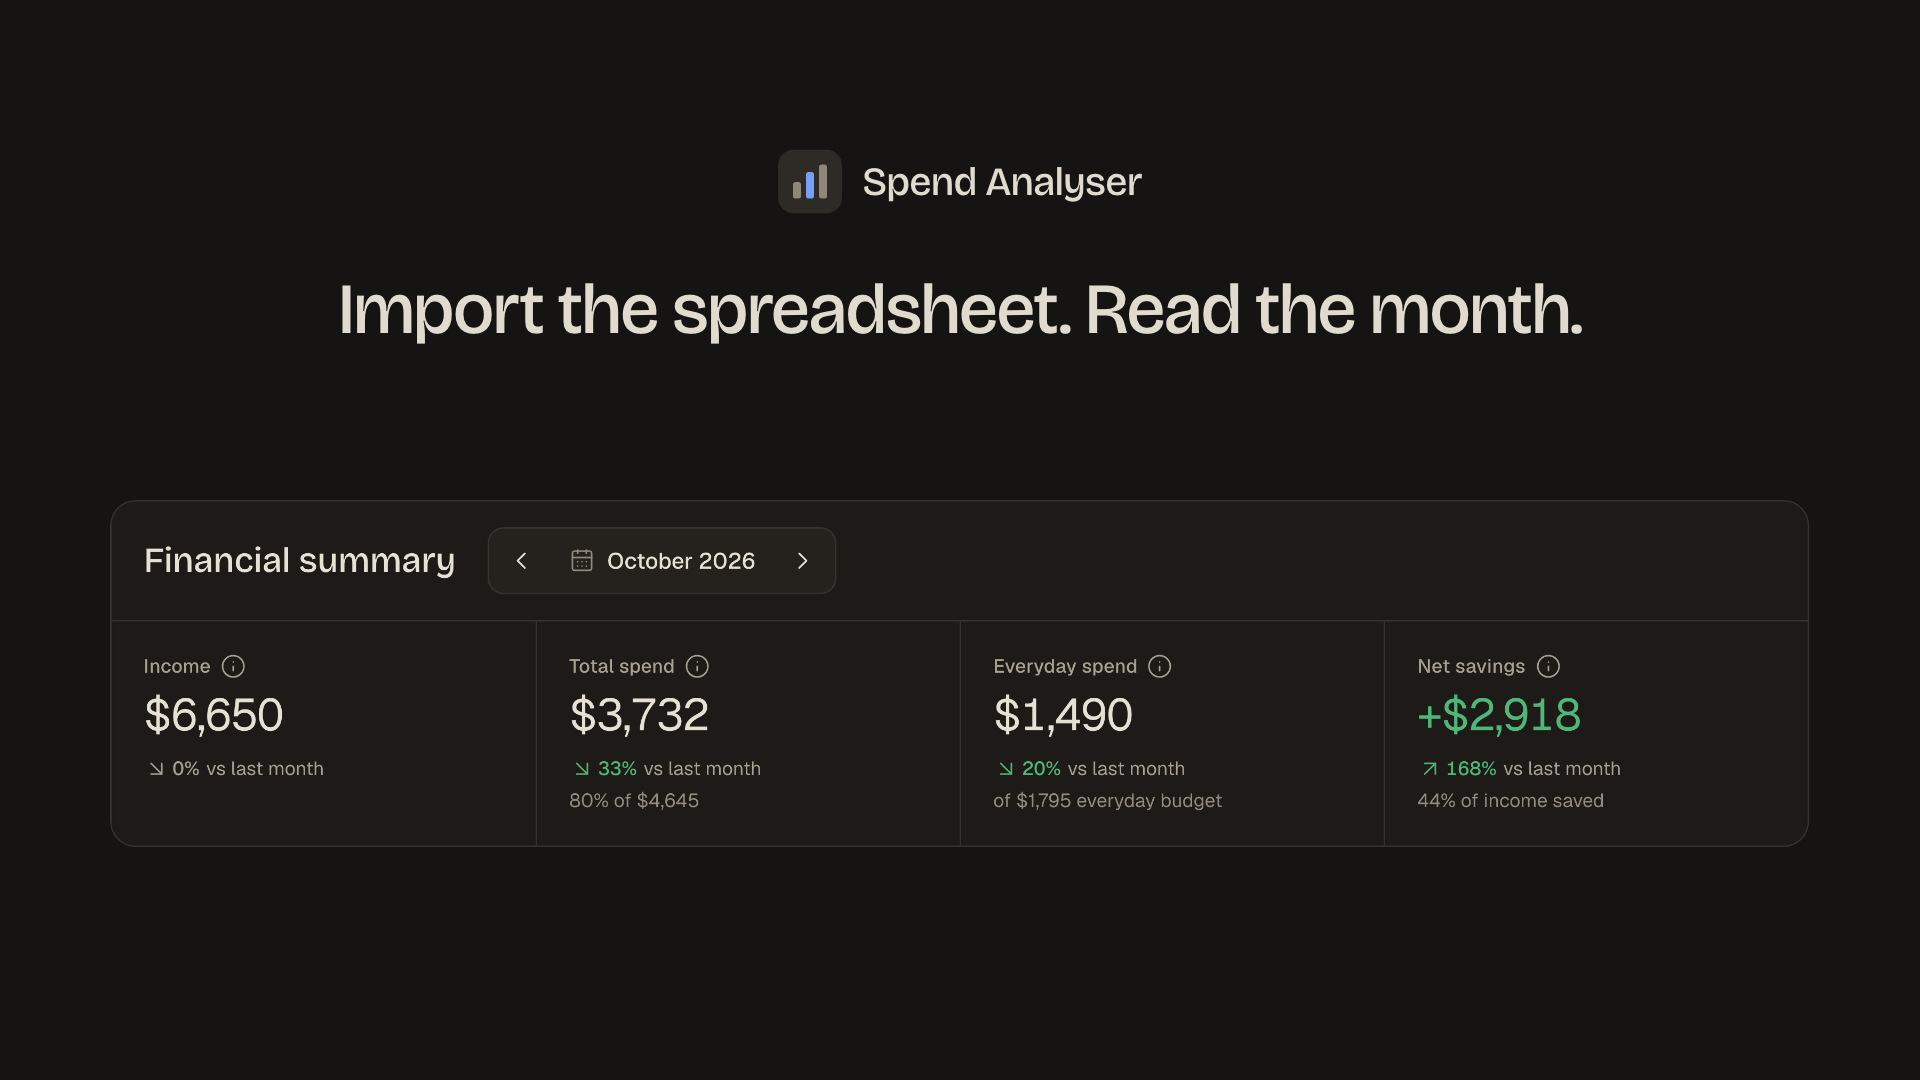 Spend Analyser
Import the spreadsheet. Read the month.
Financial summary
October 2026
Income
$6,650
0% vs last month
Total spend
$3,732
33% vs last month
80% of $4,645
Everyday spend
$1,490
20% vs last month
of $1,795 everyday budget
Net savings
+$2,918
168% vs last month
44% of income saved